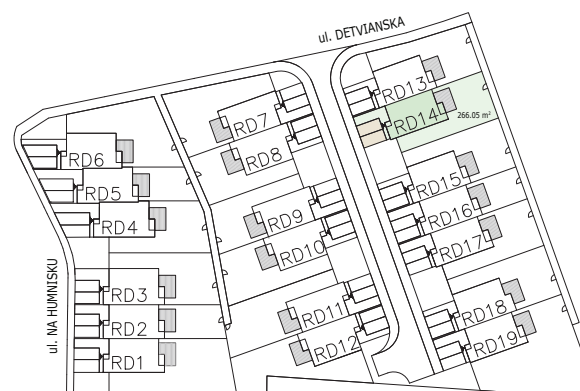 ul. DETVIANSKA
RD13
RD14
266.05 m²
RD7
RD8
RD6
RD5
RD4
RD15
RD16
RD17
RD9
RD10
ul. NA HUMNISKU
RD3
RD2
RD1
RD11
RD12
RD18
RD19